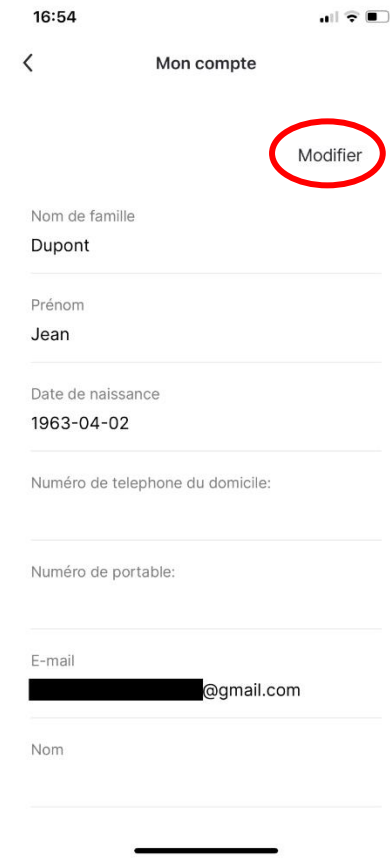 16:54
Mon compte
Modifier
Nom de famille
Dupont
Prénom
Jean
Date de naissance
1963-04-02
Numéro de telephone du domicile:
Numéro de portable:
E-mail
@gmail.com
Nom